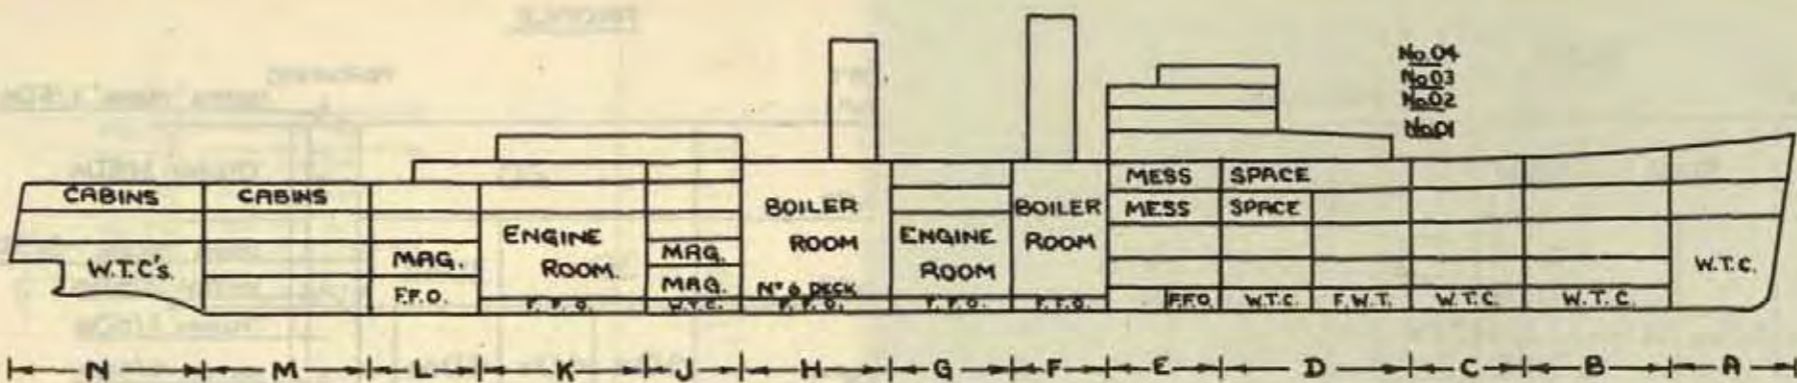 PROFILE
No 04
No 03
No 02
No 01
CABINS
CABINS
MESS SPACE
MESS SPACE
BOILER ROOM
BOILER ROOM
ENGINE ROOM.
ENGINE ROOM
MAG.
MAG.
MAG.
No 6 DECK
W.T.C's.
W.T.C.
F.F.O.
F.F.O.
W.T.C.
F.F.O.
F.F.O.
F.F.O.
F.F.O.
W.T.C.
F.W.T.
W.T.C.
W.T.C.
N M L K J H G F E D C B A